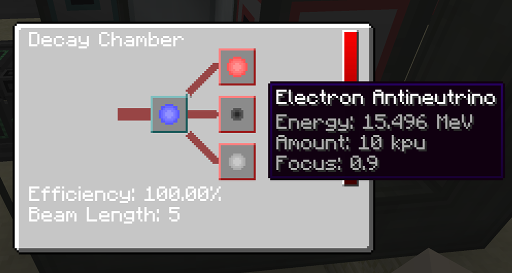 Decay Chamber
Electron Antineutrino
Energy: 15.496 MeV
Amount: 10 kpu
Focus: 0.9
Efficiency: 100.00%
Beam Length: 5